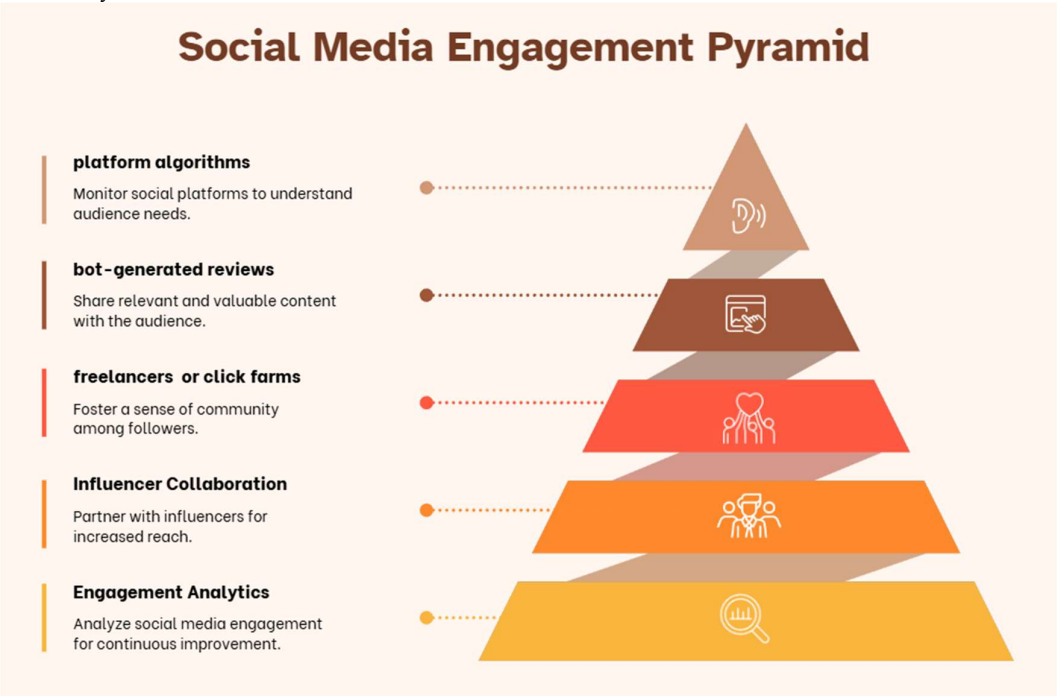 Social Media Engagement Pyramid
platform algorithms
Monitor social platforms to understand
audience needs.
bot-generated reviews
Share relevant and valuable content
with the audience.
freelancers or click farms
Foster a sense of community
among followers.
Influencer Collaboration
Partner with influencers for
increased reach.
Engagement Analytics
Analyze social media engagement
for continuous improvement.